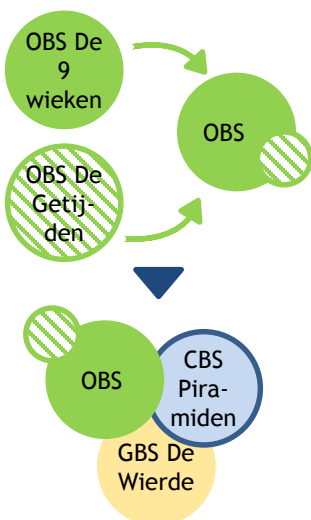 OBS De
9
wieken
OBS
OBS De
Getij-
den
OBS
CBS
Pira-
miden
GBS De
Wierde